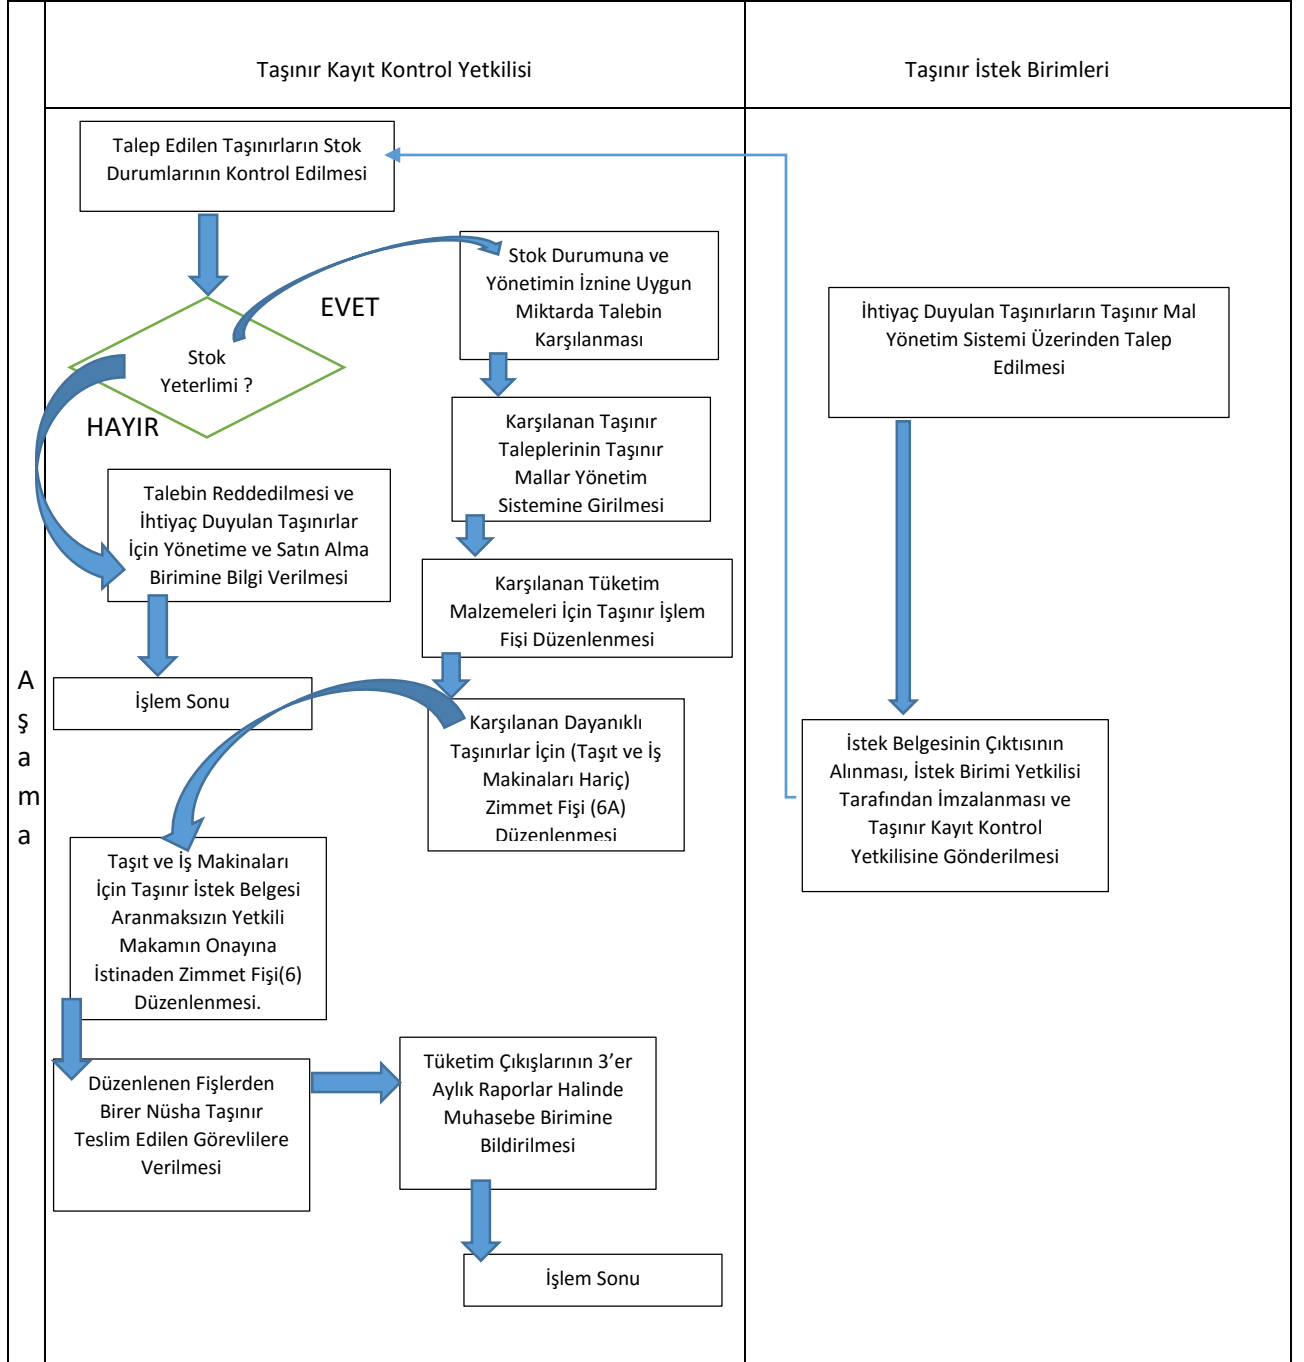 Taşınır Kayıt Kontrol Yetkilisi
Taşınır İstek Birimleri
A
ş
a
m
a
Talep Edilen Taşınırların Stok
Durumlarının Kontrol Edilmesi
Stok
Yeterlimi ?
EVET
HAYIR
Stok Durumuna ve
Yönetimin İznine Uygun
Miktarda Talebin
Karşılanması
Karşılanan Taşınır
Taleplerinin Taşınır
Mallar Yönetim
Sistemine Girilmesi
Talebin Reddedilmesi ve
İhtiyaç Duyulan Taşınırlar
İçin Yönetime ve Satın Alma
Birimine Bilgi Verilmesi
İşlem Sonu
Karşılanan Tüketim
Malzemeleri İçin Taşınır İşlem
Fişi Düzenlenmesi
Karşılanan Dayanıklı
Taşınırlar İçin (Taşıt ve İş
Makinaları Hariç)
Zimmet Fişi (6A)
Düzenlenmesi
Taşıt ve İş Makinaları
İçin Taşınır İstek Belgesi
Aranmaksızın Yetkili
Makamın Onayına
İstinaden Zimmet Fişi(6)
Düzenlenmesi.
Düzenlenen Fişlerden
Birer Nüsha Taşınır
Teslim Edilen Görevlilere
Verilmesi
Tüketim Çıkışlarının 3’er
Aylık Raporlar Halinde
Muhasebe Birimine
Bildirilmesi
İşlem Sonu
İhtiyaç Duyulan Taşınırların Taşınır Mal
Yönetim Sistemi Üzerinden Talep
Edilmesi
İstek Belgesinin Çıktısının
Alınması, İstek Birimi Yetkilisi
Tarafından İmzalanması ve
Taşınır Kayıt Kontrol
Yetkilisine Gönderilmesi